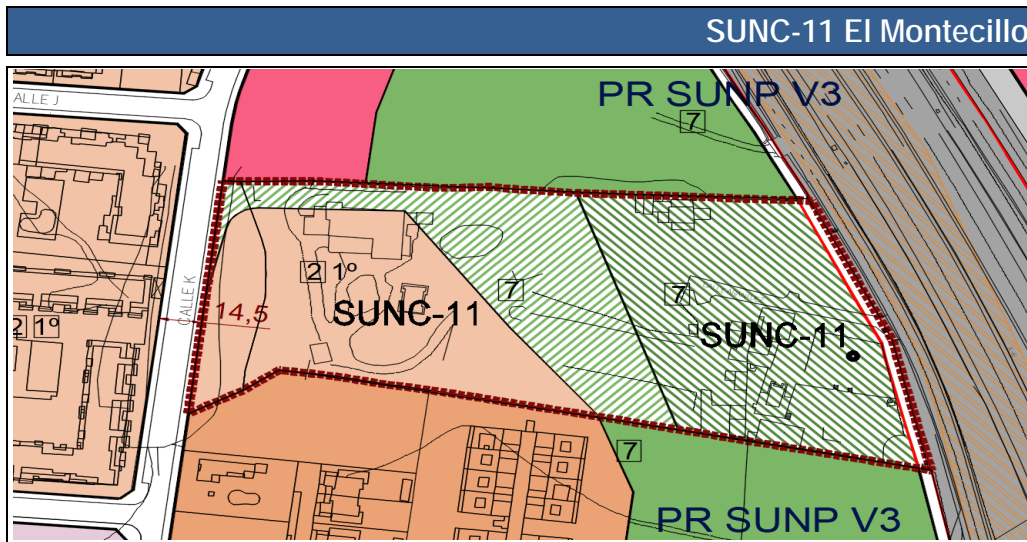 SUNC-11 El Montecillo
PR SUNP V3
7
ALLE J
2 1º
7
7
CALLE K
14,5
SUNC-11
SUNC-11
2 1º
7
PR SUNP V3